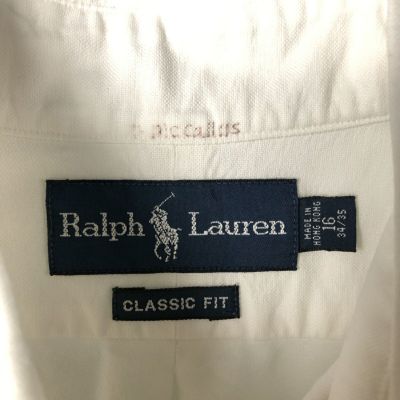 Ralph Lauren
MADE IN
HONG KONG
16
34/35
CLASSIC FIT